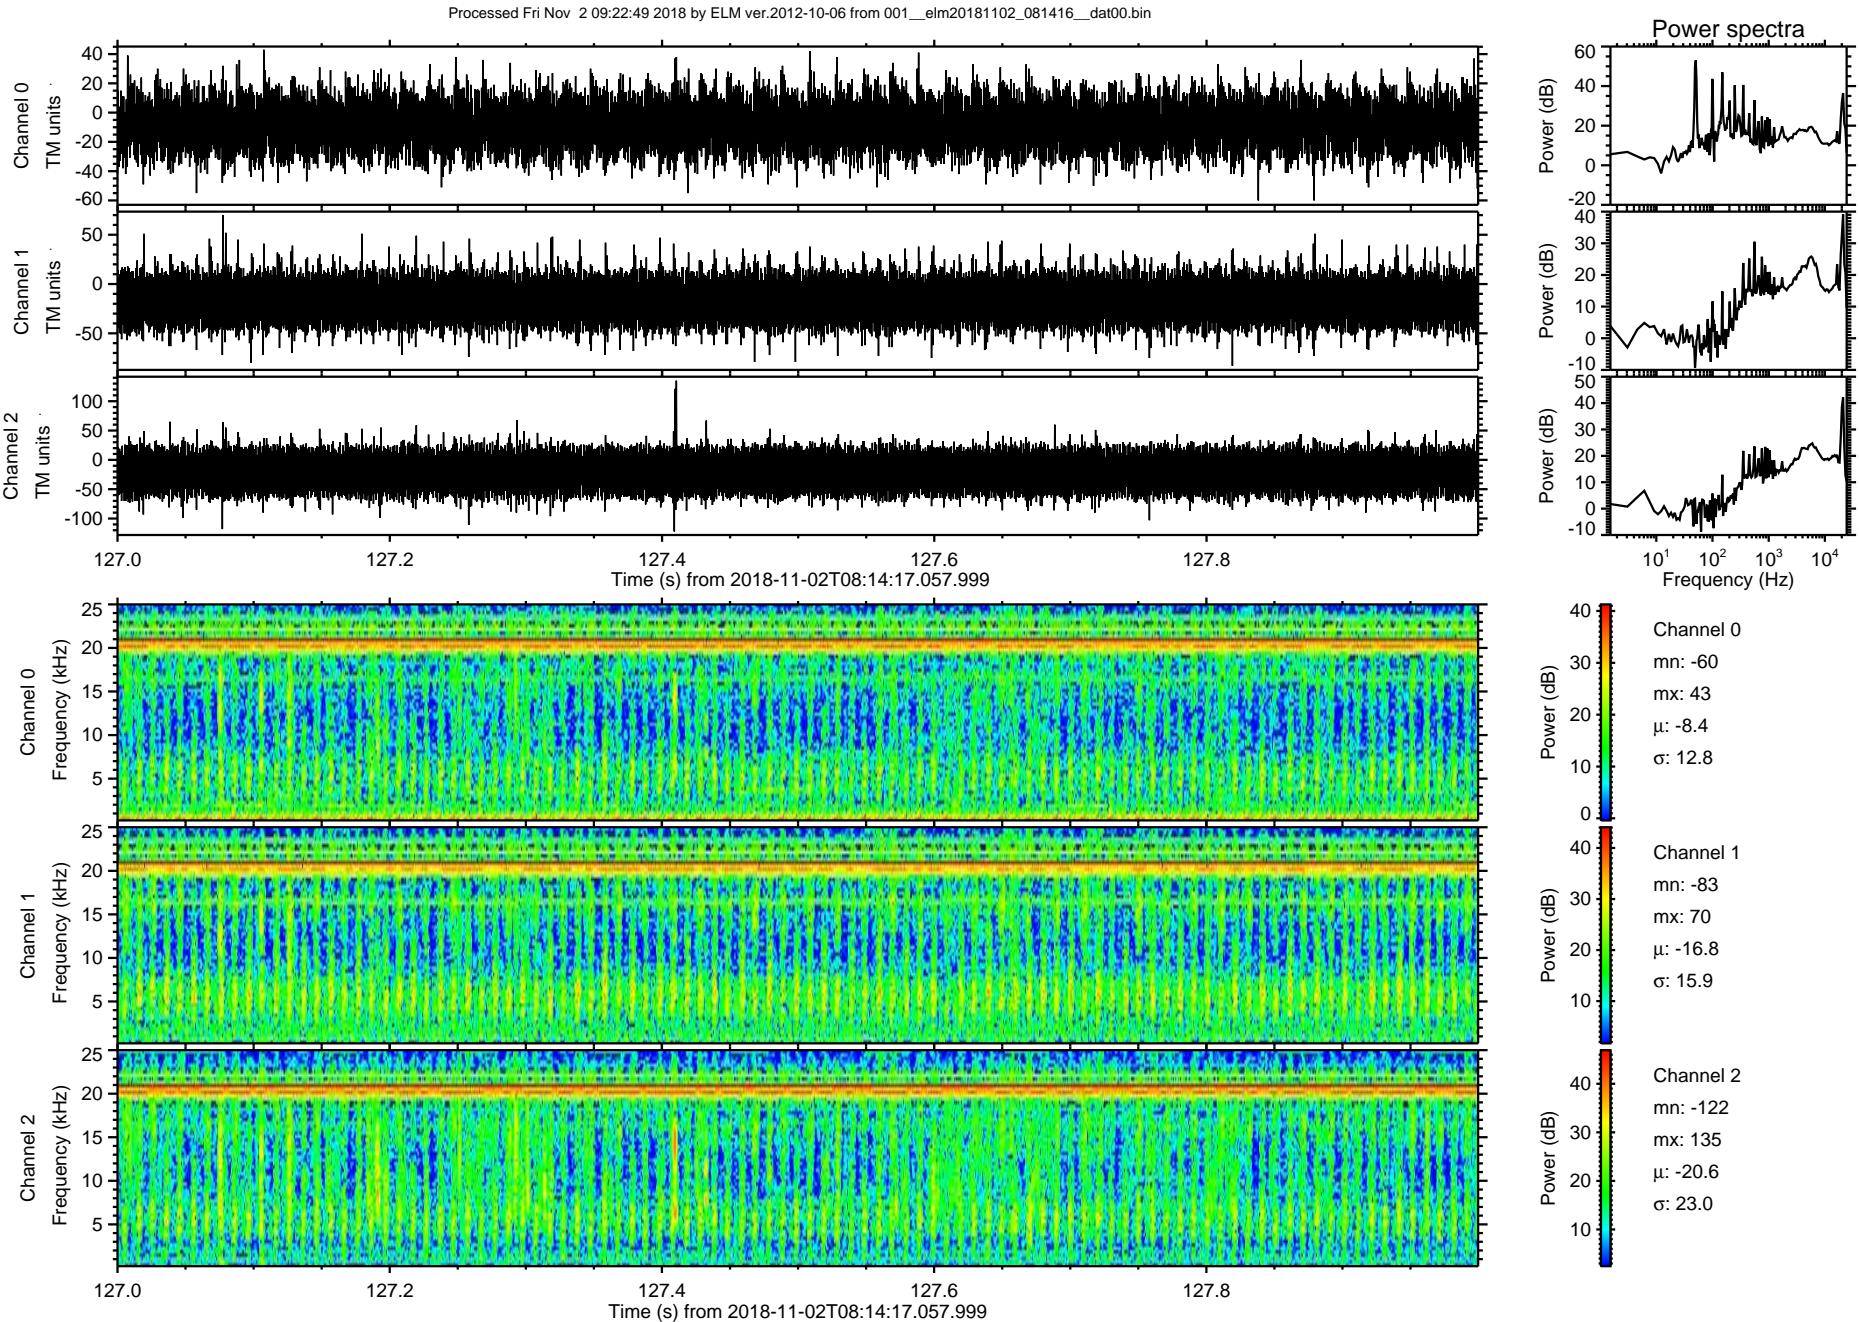 Processed Fri Nov  2 09:22:49 2018 by ELM ver.2012-10-06 from 001__elm20181102_081416__dat00.bin
Power spectra
Channel 0
TM units
40
20
0
-20
-40
-60
Power (dB)
60
40
20
0
-20
Channel 1
TM units
50
0
-50
Power (dB)
40
30
20
10
0
-10
Channel 2
TM units
100
50
0
-50
-100
Power (dB)
50
40
30
20
10
0
-10
127.0 127.2 127.4 127.6 127.8
Time (s) from 2018-11-02T08:14:17.057.999
10¹ 10² 10³ 10⁴
Frequency (Hz)
Channel 0
Frequency (kHz)
25
20
15
10
5
Power (dB)
40
30
20
10
0
Channel 0
mn: -60
mx: 43
µ: -8.4
σ: 12.8
Channel 1
Frequency (kHz)
25
20
15
10
5
Power (dB)
40
30
20
10
Channel 1
mn: -83
mx: 70
µ: -16.8
σ: 15.9
Channel 2
Frequency (kHz)
25
20
15
10
5
Power (dB)
40
30
20
10
Channel 2
mn: -122
mx: 135
µ: -20.6
σ: 23.0
127.0 127.2 127.4 127.6 127.8
Time (s) from 2018-11-02T08:14:17.057.999